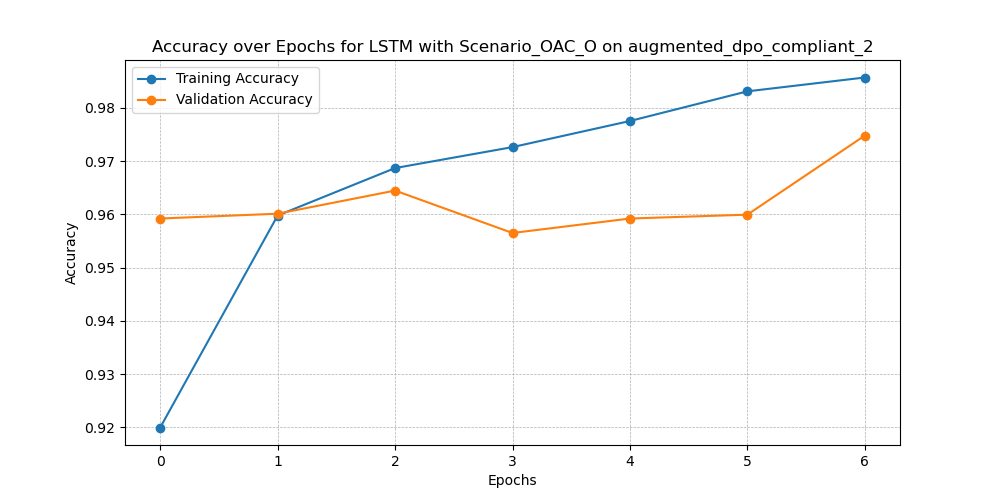 Accuracy over Epochs for LSTM with Scenario_OAC_O on augmented_dpo_compliant_2
Training Accuracy
Validation Accuracy
0.98
0.97
0.96
0.95
0.94
0.93
0.92
Accuracy
0 1 2 3 4 5 6
Epochs